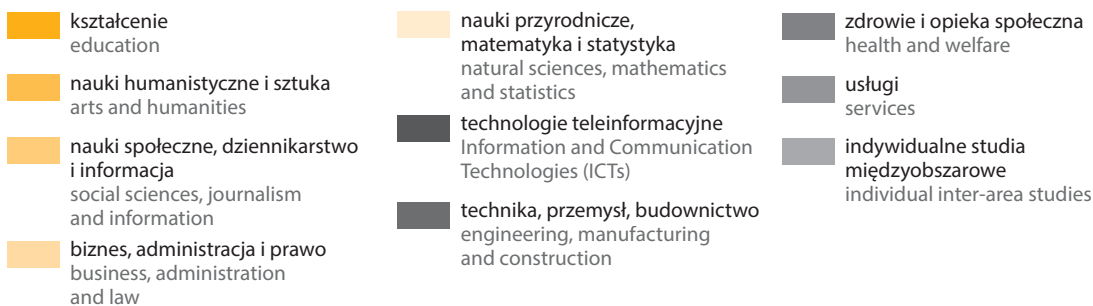 kształcenie
education
nauki humanistyczne i sztuka
arts and humanities
nauki społeczne, dziennikarstwo
i informacja
social sciences, journalism
and information
biznes, administracja i prawo
business, administration
and law
nauki przyrodnicze,
matematyka i statystyka
natural sciences, mathematics
and statistics
technologie teleinformacyjne
Information and Communication
Technologies (ICTs)
technika, przemysł, budownictwo
engineering, manufacturing
and construction
zdrowie i opieka społeczna
health and welfare
usługi
services
indywidualne studia
międzyobszarowe
individual inter-area studies